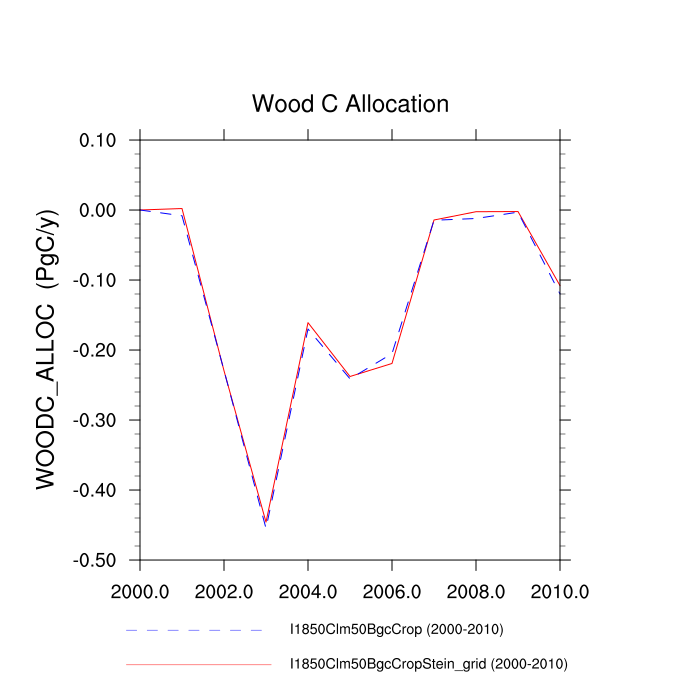 Wood C Allocation
0.10
0.00
-0.10
-0.20
-0.30
-0.40
-0.50
WOODC_ALLOC (PgC/y)
2000.0 2002.0 2004.0 2006.0 2008.0 2010.0
I1850Clm50BgcCrop (2000-2010)
I1850Clm50BgcCropStein_grid (2000-2010)